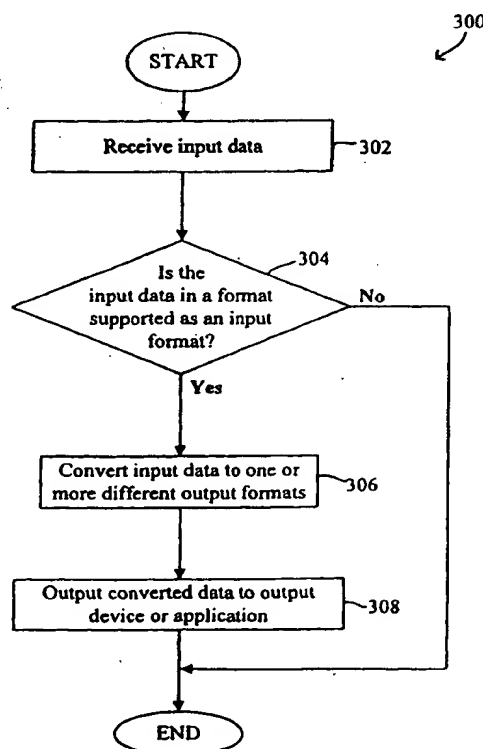 300
START
Receive input data
302
304
Is the
input data in a format
supported as an input
format?
No
Yes
Convert input data to one or
more different output formats
306
Output converted data to output
device or application
308
END